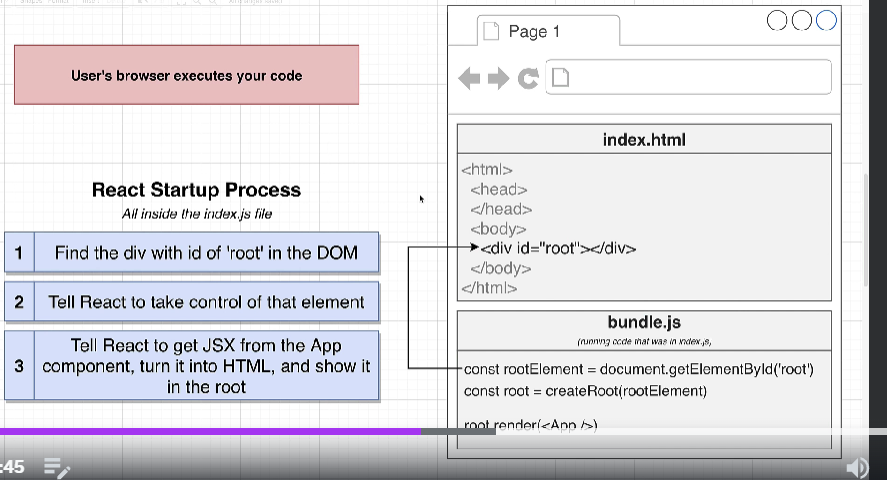 Page 1
User's browser executes your code
index.html
<html>
<head>
</head>
<body>
<div id="root"></div>
</body>
</html>
React Startup Process
All inside the index.js file
1 Find the div with id of 'root' in the DOM
2 Tell React to take control of that element
3 Tell React to get JSX from the App
component, turn it into HTML, and show it
in the root
bundle.js
(running code that was in index.js,
const rootElement = document.getElementById('root')
const root = createRoot(rootElement)
root.render(<App />)
:45